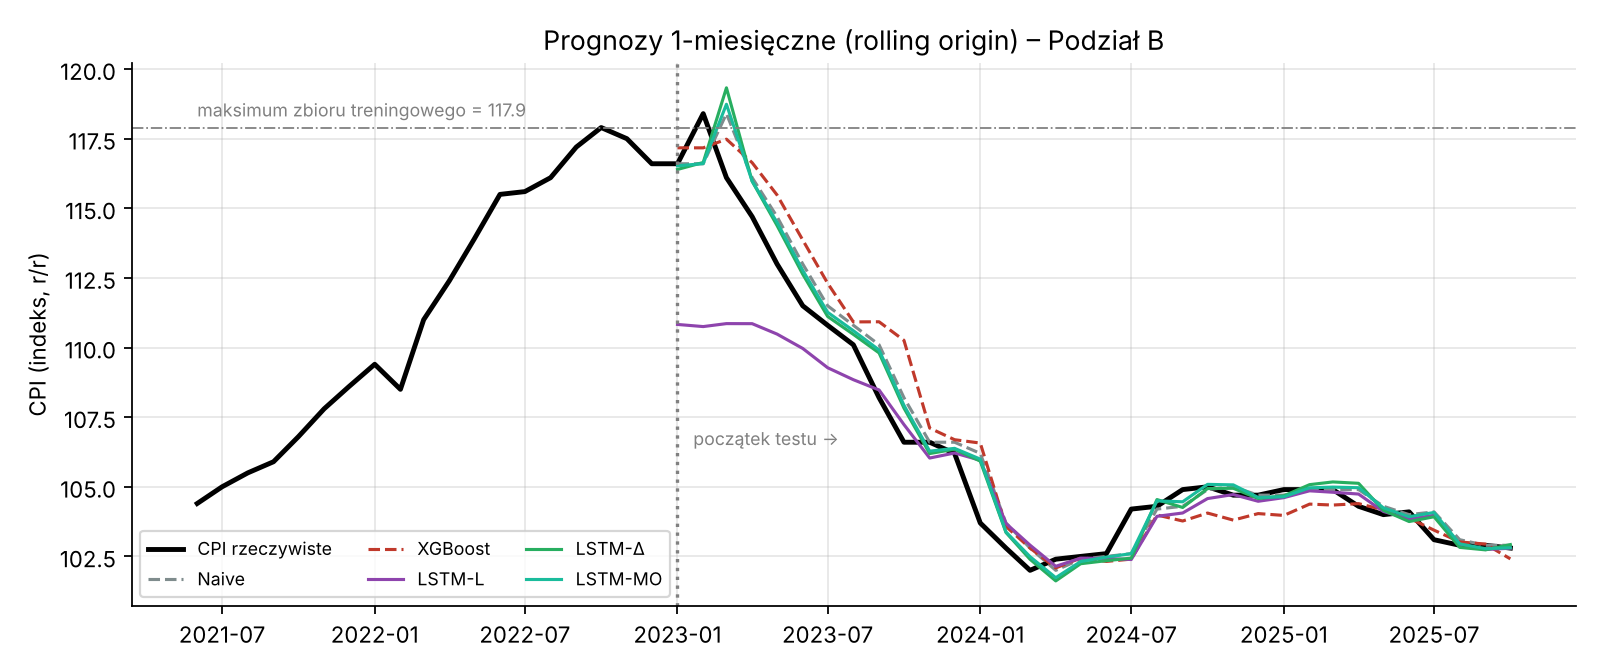 Prognozy 1-miesięczne (rolling origin) – Podział B
CPI (indeks, r/r)
120.0
117.5
115.0
112.5
110.0
107.5
105.0
102.5
maksimum zbioru treningowego = 117.9
początek testu →
CPI rzeczywiste
Naive
XGBoost
LSTM-L
LSTM-Δ
LSTM-MO
2021-07
2022-01
2022-07
2023-01
2023-07
2024-01
2024-07
2025-01
2025-07